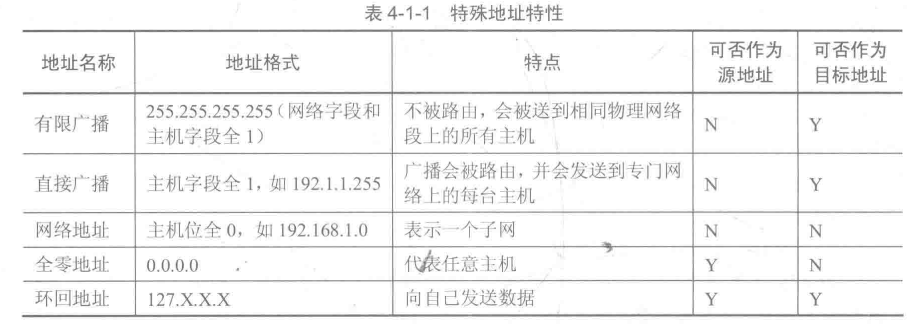 表 4-1-1 特殊地址特性
地址名称 地址格式 特点 可否作为源地址 可否作为目标地址
有限广播 255.255.255.255（网络字段和主机字段全 1） 不被路由，会被送到相同物理网络段上的所有主机 N Y
直接广播 主机字段全 1，如 192.1.1.255 广播会被路由，并会发送到专门网络上的每台主机 N Y
网络地址 主机位全 0，如 192.168.1.0 表示一个子网 N N
全零地址 0.0.0.0 代表任意主机 Y N
环回地址 127.X.X.X 向自己发送数据 Y Y